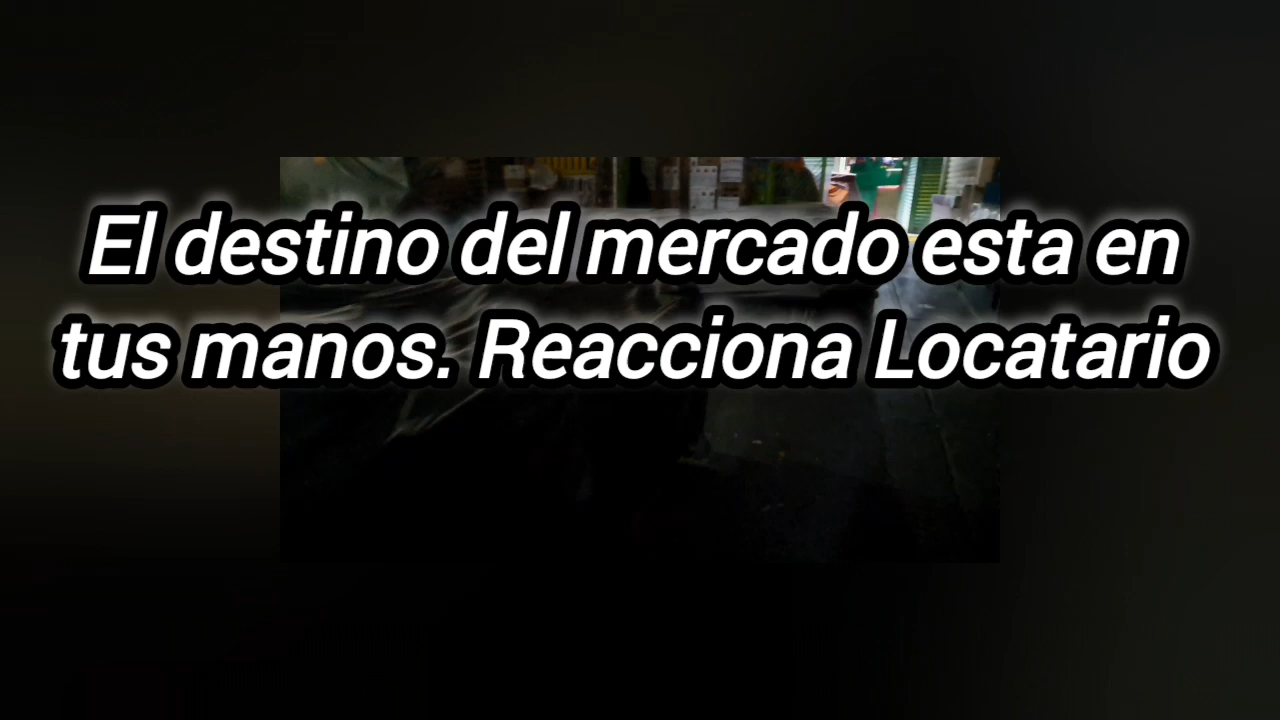 El destino del mercado esta en
tus manos. Reacciona Locatario